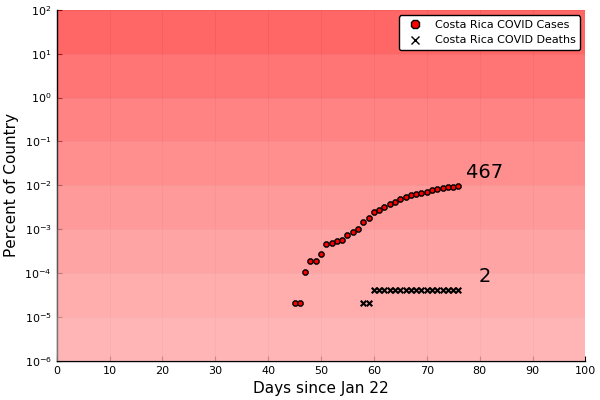 Costa Rica COVID Cases
Costa Rica COVID Deaths
10²
10¹
10⁰
10⁻¹
10⁻²
10⁻³
10⁻⁴
10⁻⁵
10⁻⁶
Percent of Country
467
2
0 10 20 30 40 50 60 70 80 90 100
Days since Jan 22